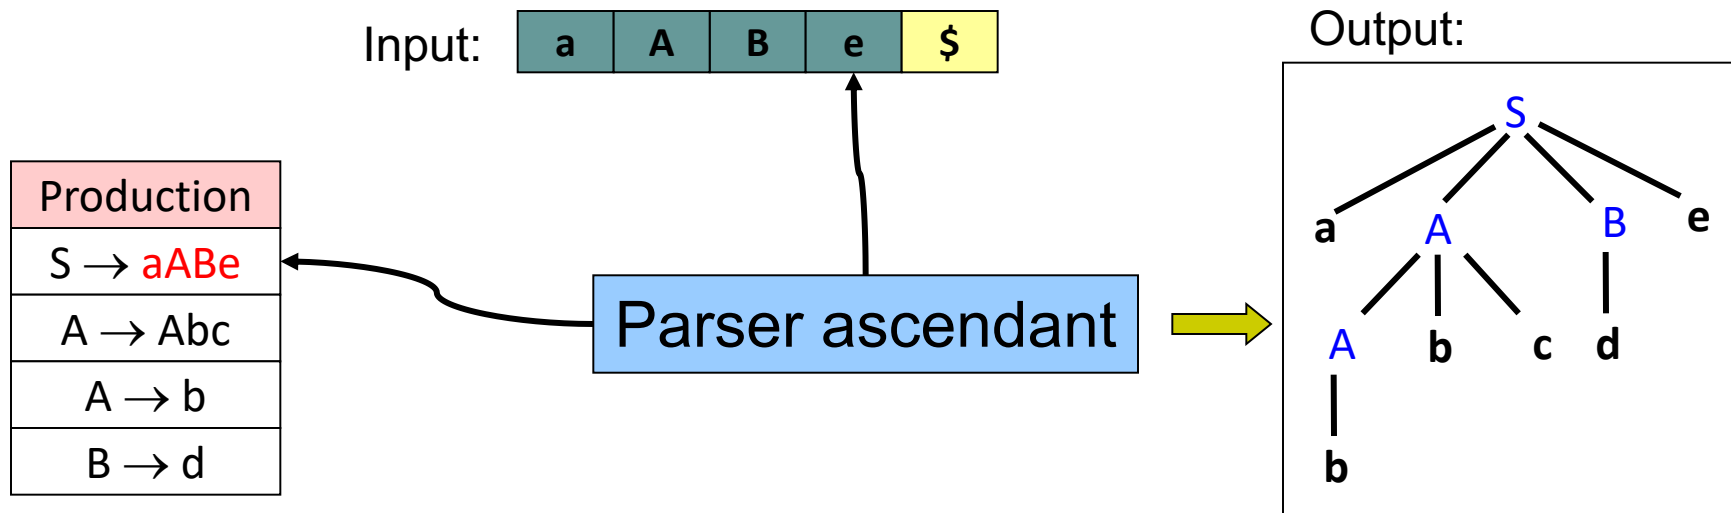 Input: a A B e $
Output:
Production
S → aABe
A → Abc
A → b
B → d
Parser ascendant
S
a A B e
A b c d
b